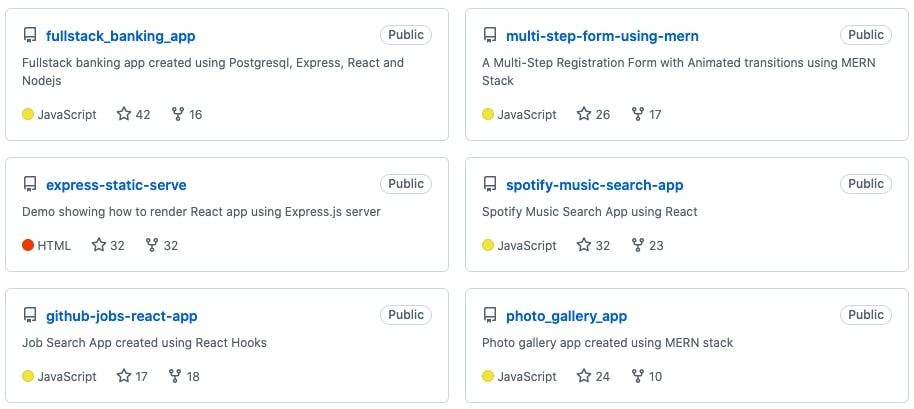 fullstack_banking_app Public
Fullstack banking app created using Postgresql, Express, React and
Nodejs
JavaScript 42 16
multi-step-form-using-mern Public
A Multi-Step Registration Form with Animated transitions using MERN
Stack
JavaScript 26 17
express-static-serve Public
Demo showing how to render React app using Express.js server
HTML 32 32
spotify-music-search-app Public
Spotify Music Search App using React
JavaScript 32 23
github-jobs-react-app Public
Job Search App created using React Hooks
JavaScript 17 18
photo_gallery_app Public
Photo gallery app created using MERN stack
JavaScript 24 10